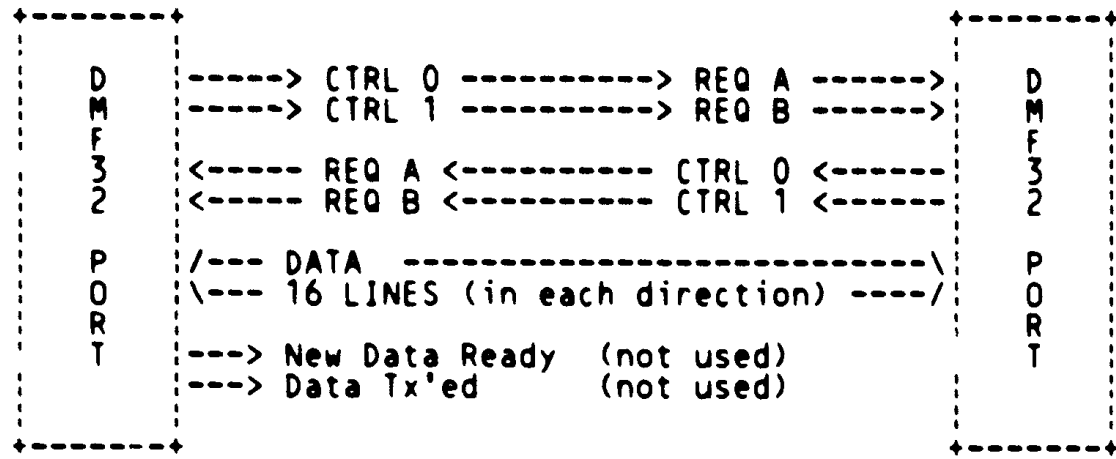 +--------+ +--------+
D -----> CTRL 0 ----------> REQ A ------> D
M -----> CTRL 1 ----------> REQ B ------> M
F F
3 <----- REQ A <---------- CTRL 0 <------ 3
2 <----- REQ B <---------- CTRL 1 <------ 2
P /--- DATA ---------------------------\ P
O \--- 16 LINES (in each direction) ----/ O
R R
T ---> New Data Ready (not used) T
---> Data Tx'ed (not used)
+--------+ +--------+